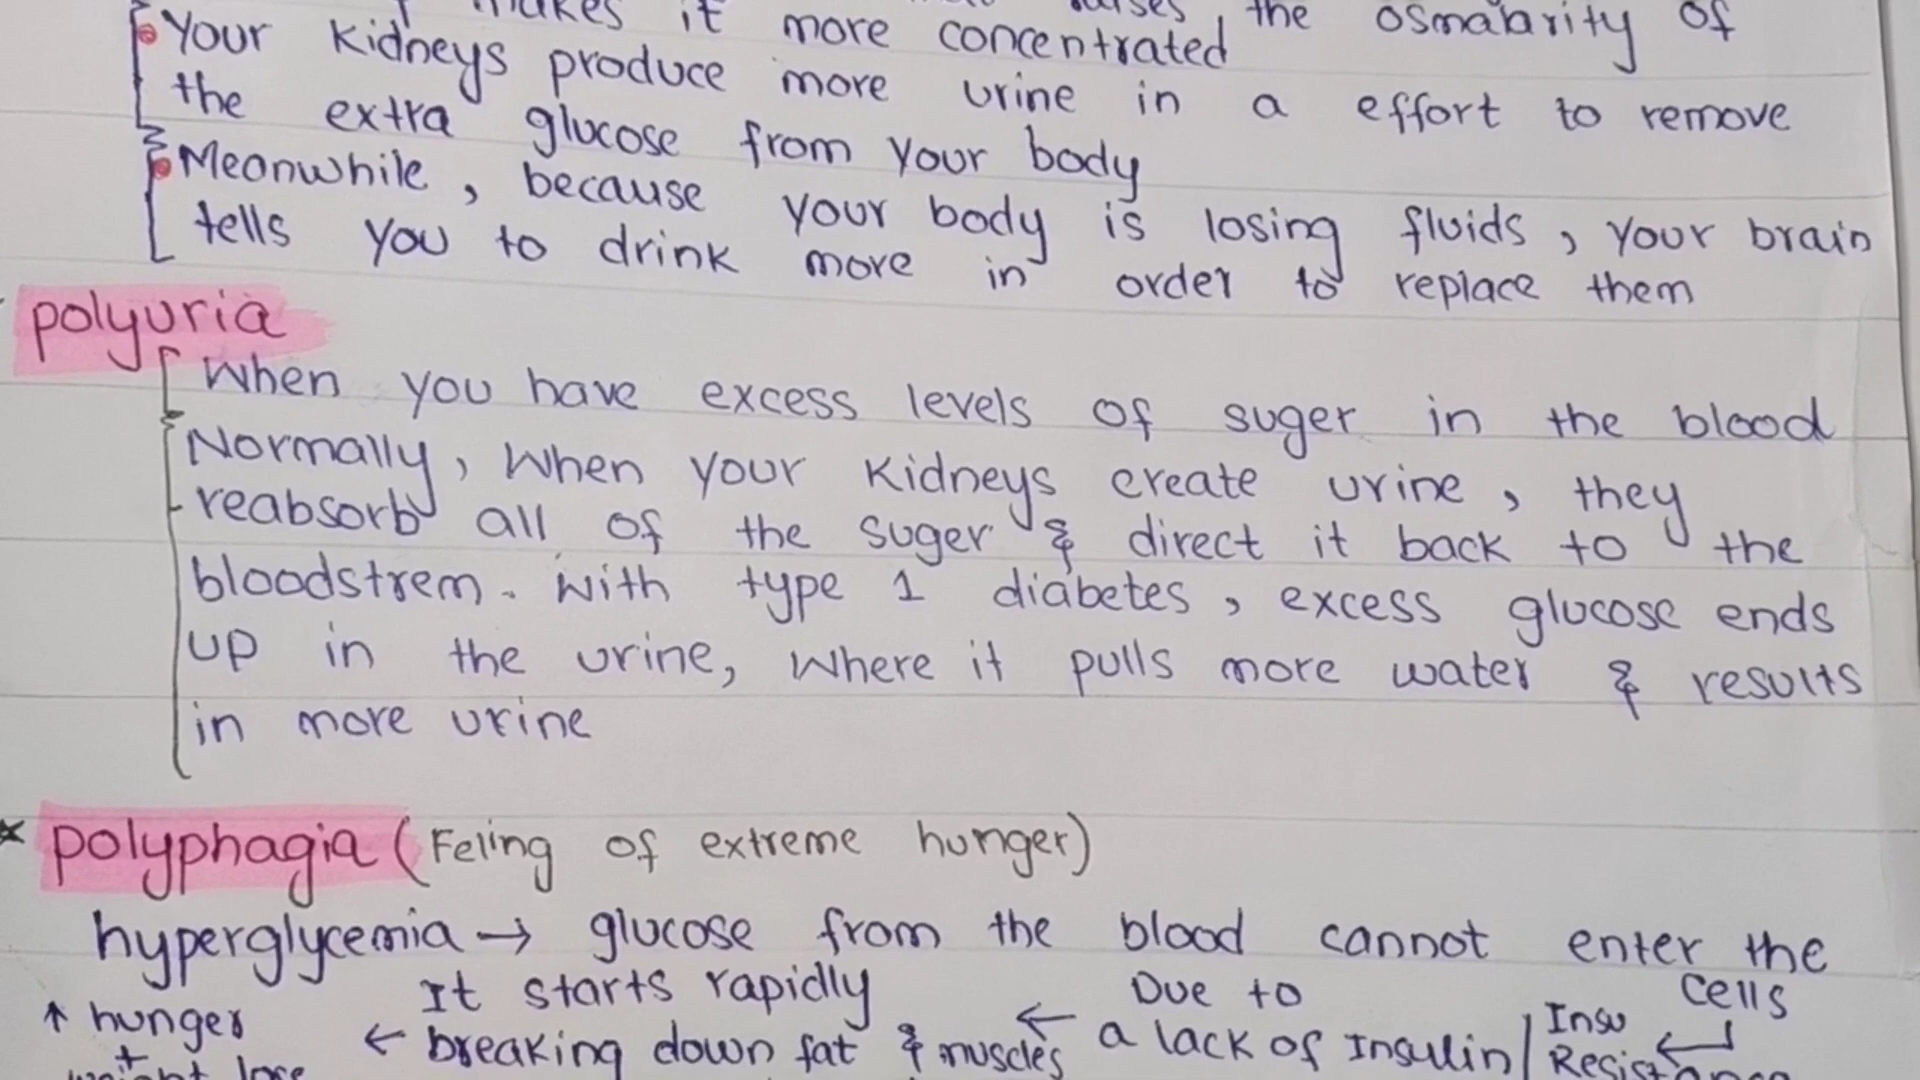 makes it more concentrated, the osmabrity of
Your kidneys produce more urine in a effort to remove
the extra glucose from your body
Meonwhile, because your body is losing fluids, your brain
tells you to drink more in order to replace them
polyuria
When you have excess levels of suger in the blood
Normally, When your kidneys create urine, they
reabsorb all of the suger & direct it back to the
bloodstrem. With type 1 diabetes, excess glucose ends
up in the urine, Where it pulls more water & results
in more urine
* polyphagia (Feling of extreme hunger)
hyperglycemia → glucose from the blood cannot enter the
cells
It starts rapidly Due to
↑ hunger ← breaking down fat & muscles ← a lack of Insulin/ Insu
+